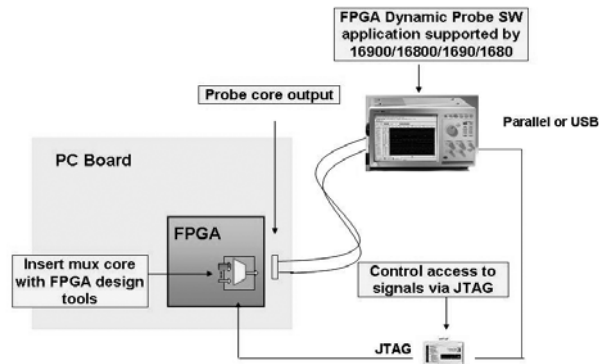 FPGA Dynamic Probe SW
application supported by
16900/16800/1690/1680
Probe core output
Parallel or USB
PC Board
FPGA
Insert mux core
with FPGA design
tools
Control access to
signals via JTAG
JTAG